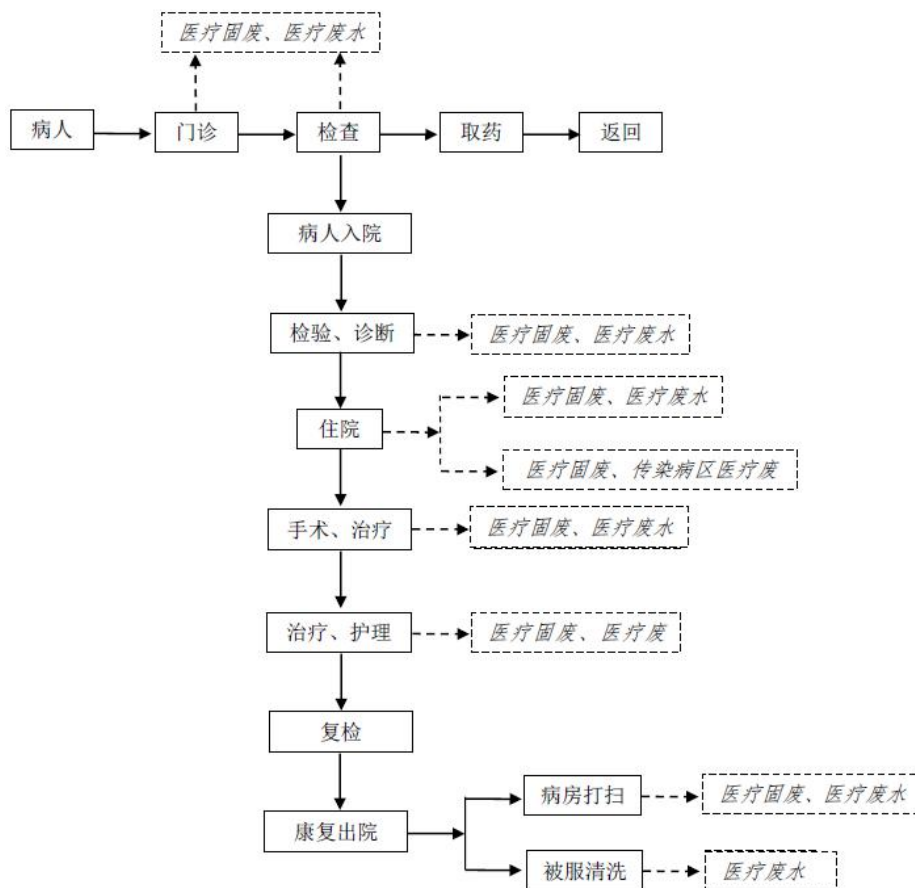 医疗固废、医疗废水
病人
门诊
检查
取药
返回
病人入院
检验、诊断
医疗固废、医疗废水
医疗固废、医疗废水
住院
医疗固废、传染病区医疗废
手术、治疗
医疗固废、医疗废水
治疗、护理
医疗固废、医疗废
复检
病房打扫
医疗固废、医疗废水
康复出院
被服清洗
医疗废水